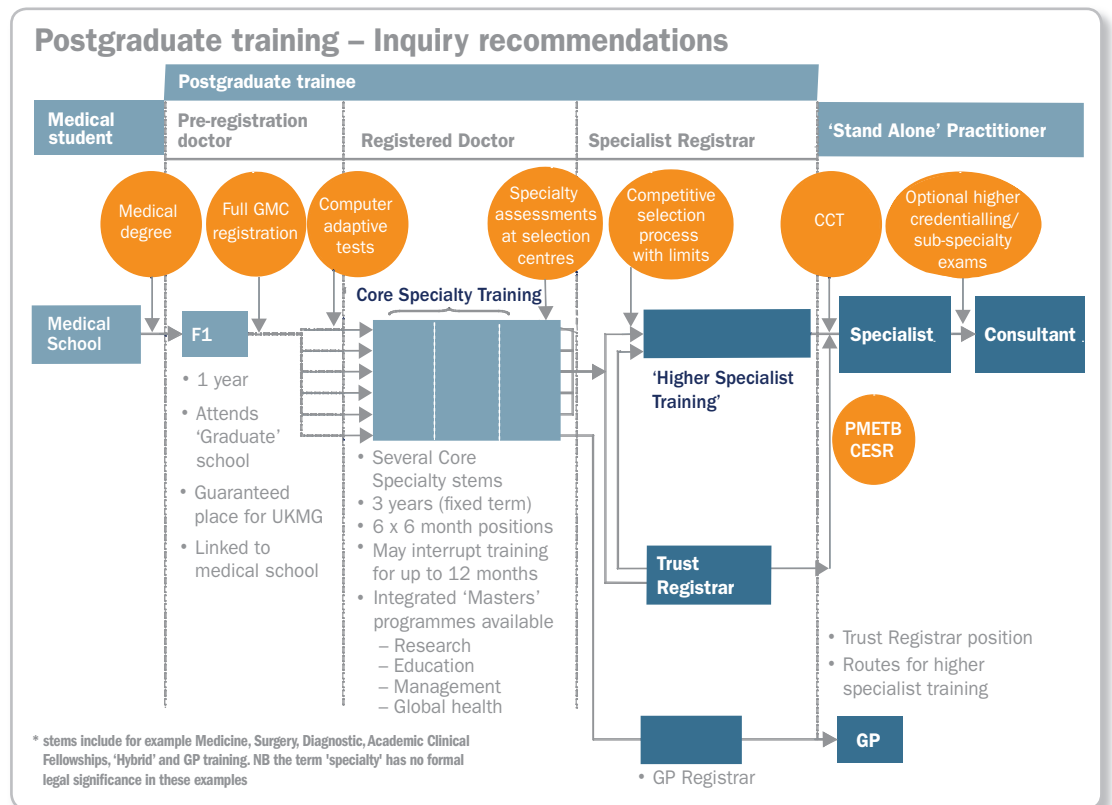 Postgraduate training – Inquiry recommendations
Postgraduate trainee
Medical
student
Pre-registration
doctor
Registered Doctor
Specialist Registrar
‘Stand Alone’ Practitioner
Medical
degree
Full GMC
registration
Computer
adaptive
tests
Specialty
assessments
at selection
centres
Competitive
selection
process
with limits
CCT
Optional higher
credentialling/
sub-specialty
exams
Core Specialty Training
Medical
School
F1
Specialist
Consultant
‘Higher Specialist
Training’
• 1 year
• Attends
‘Graduate’
school
• Guaranteed
place for UKMG
• Linked to
medical school
• Several Core
Specialty stems
• 3 years (fixed term)
• 6 x 6 month positions
• May interrupt training
for up to 12 months
• Integrated ‘Masters’
programmes available
– Research
– Education
– Management
– Global health
PMETB
CESR
Trust
Registrar
• Trust Registrar position
• Routes for higher
specialist training
GP
• GP Registrar
* stems include for example Medicine, Surgery, Diagnostic, Academic Clinical
Fellowships, ‘Hybrid’ and GP training. NB the term 'specialty' has no formal
legal significance in these examples